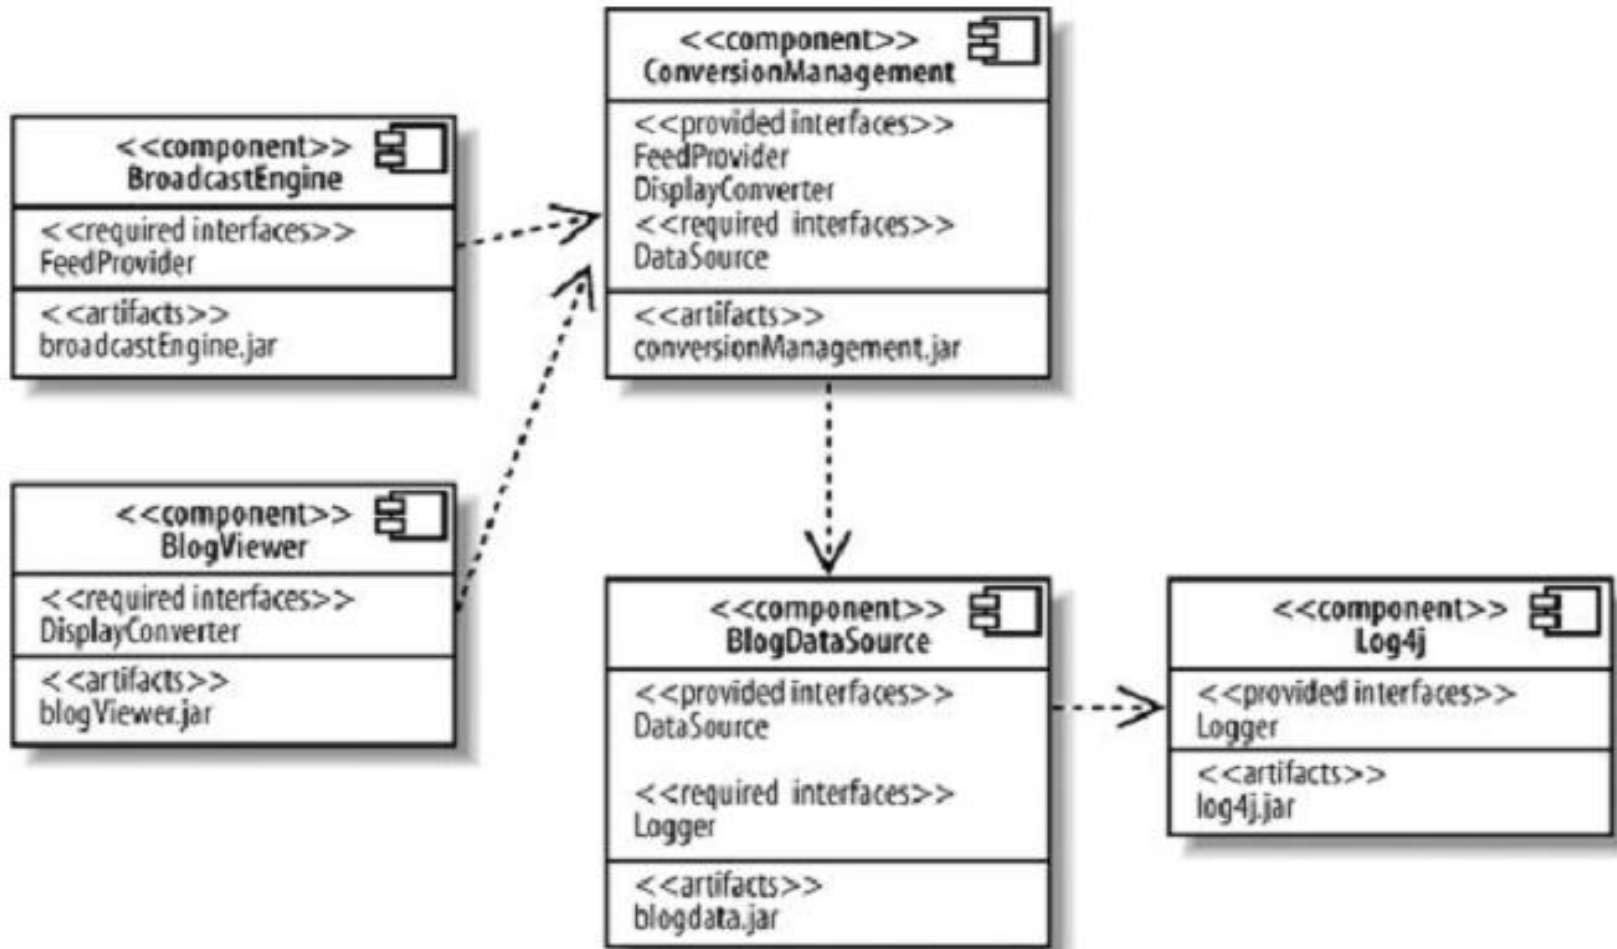 <<component>>
BroadcastEngine
<<required interfaces>>
FeedProvider
<<artifacts>>
broadcastEngine.jar
<<component>>
BlogViewer
<<required interfaces>>
DisplayConverter
<<artifacts>>
blogViewer.jar
<<component>>
ConversionManagement
<<provided interfaces>>
FeedProvider
DisplayConverter
<<required interfaces>>
DataSource
<<artifacts>>
conversionManagement.jar
<<component>>
BlogDataSource
<<provided interfaces>>
DataSource
<<required interfaces>>
Logger
<<artifacts>>
blogdata.jar
<<component>>
Log4j
<<provided interfaces>>
Logger
<<artifacts>>
log4j.jar